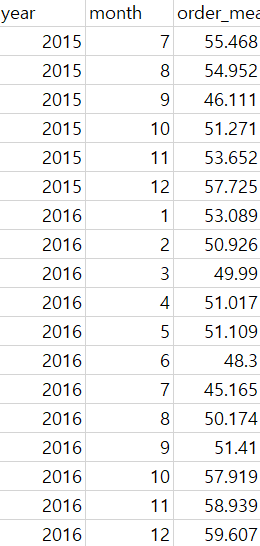 year month order_mea
2015 7 55.468
2015 8 54.952
2015 9 46.111
2015 10 51.271
2015 11 53.652
2015 12 57.725
2016 1 53.089
2016 2 50.926
2016 3 49.99
2016 4 51.017
2016 5 51.109
2016 6 48.3
2016 7 45.165
2016 8 50.174
2016 9 51.41
2016 10 57.919
2016 11 58.939
2016 12 59.607